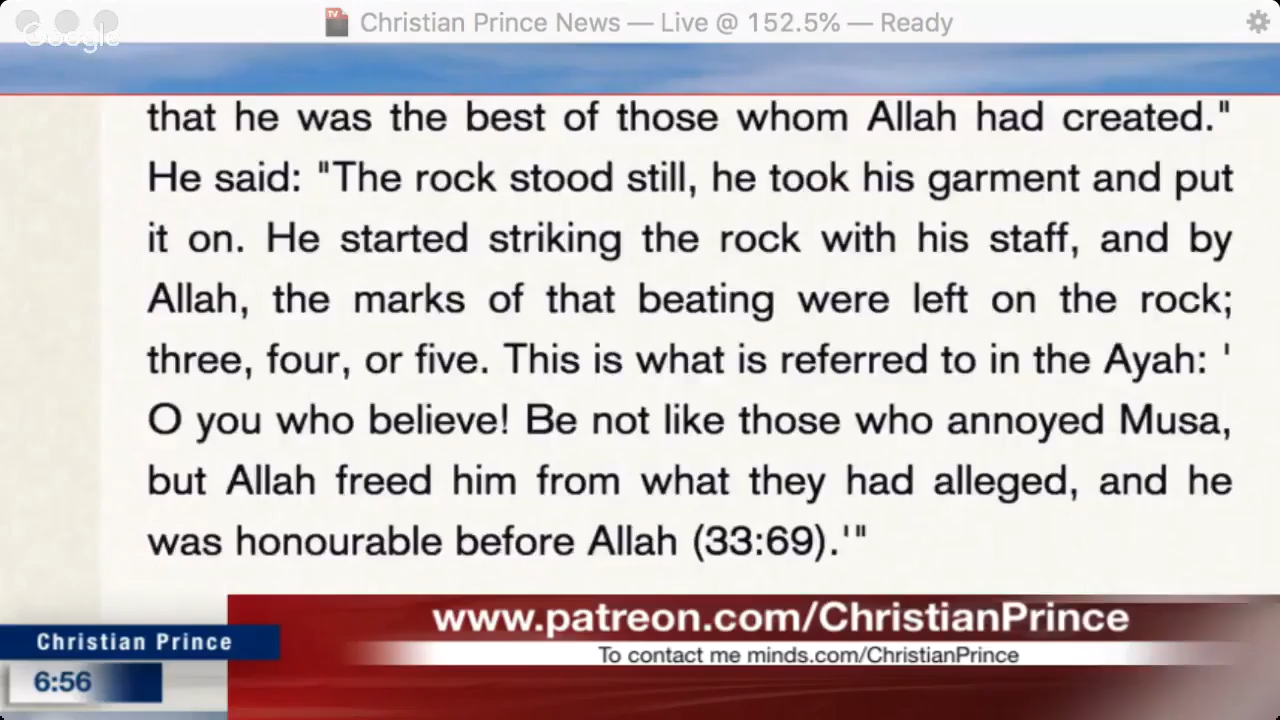 Christian Prince News — Live @ 152.5% — Ready
Google
that he was the best of those whom Allah had created."
He said: "The rock stood still, he took his garment and put
it on. He started striking the rock with his staff, and by
Allah, the marks of that beating were left on the rock;
three, four, or five. This is what is referred to in the Ayah: '
O you who believe! Be not like those who annoyed Musa,
but Allah freed him from what they had alleged, and he
was honourable before Allah (33:69).'"
www.patreon.com/ChristianPrince
To contact me minds.com/ChristianPrince
Christian Prince
6:56